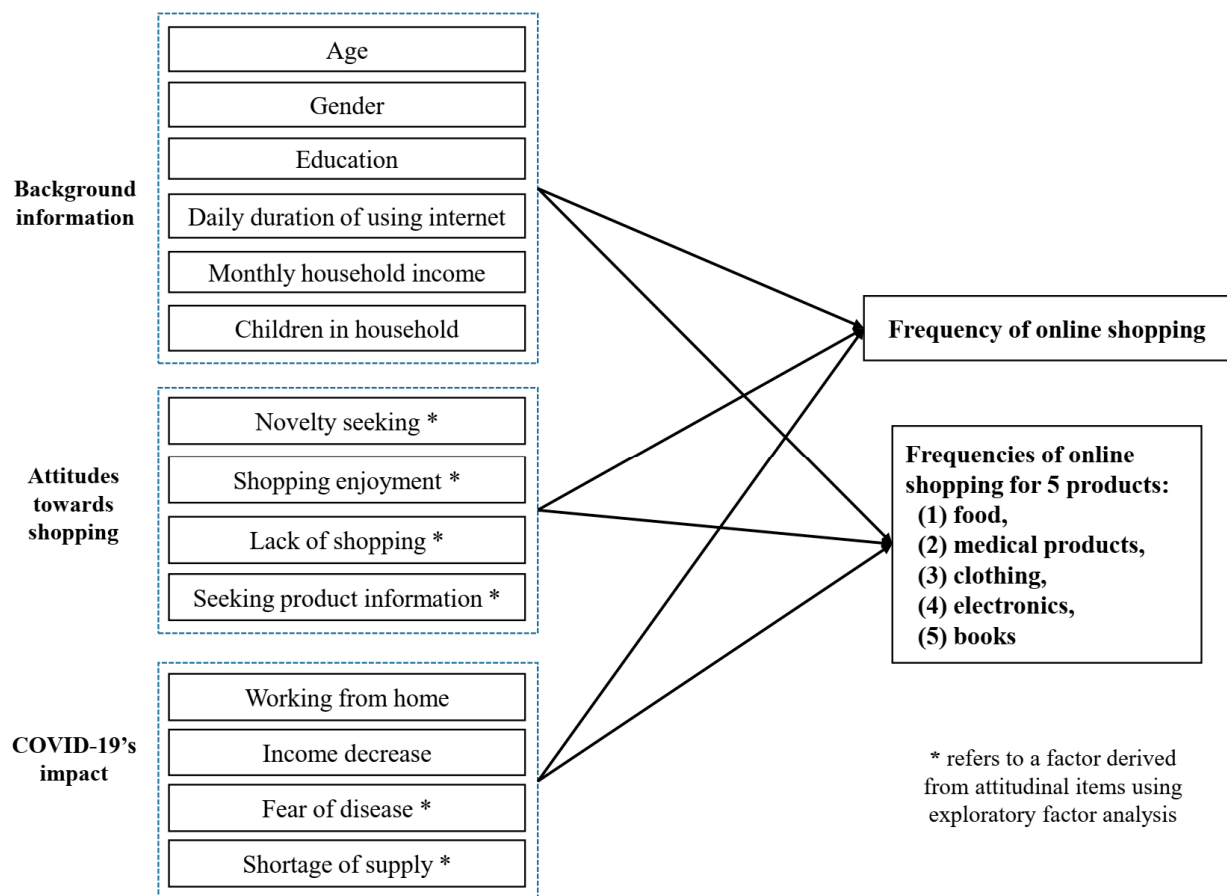 Background
information
Age
Gender
Education
Daily duration of using internet
Monthly household income
Children in household
Attitudes
towards
shopping
Novelty seeking *
Shopping enjoyment *
Lack of shopping *
Seeking product information *
COVID-19’s
impact
Working from home
Income decrease
Fear of disease *
Shortage of supply *
Frequency of online shopping
Frequencies of online
shopping for 5 products:
(1) food,
(2) medical products,
(3) clothing,
(4) electronics,
(5) books
* refers to a factor derived
from attitudinal items using
exploratory factor analysis